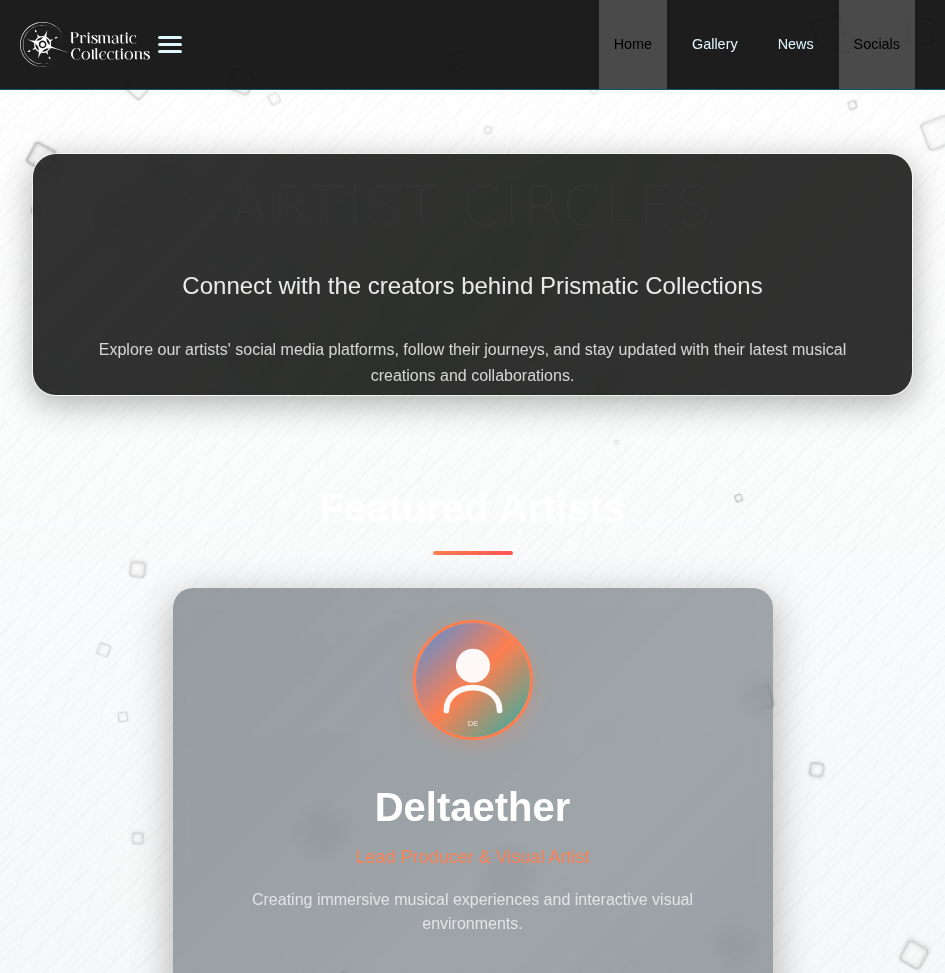 Prismatic
Collections
Home
Gallery
News
Socials
ARTIST CIRCLES
Connect with the creators behind Prismatic Collections
Explore our artists' social media platforms, follow their journeys, and stay updated with their latest musical
creations and collaborations.
Featured Artists
DE
Deltaether
Lead Producer & Visual Artist
Creating immersive musical experiences and interactive visual
environments.